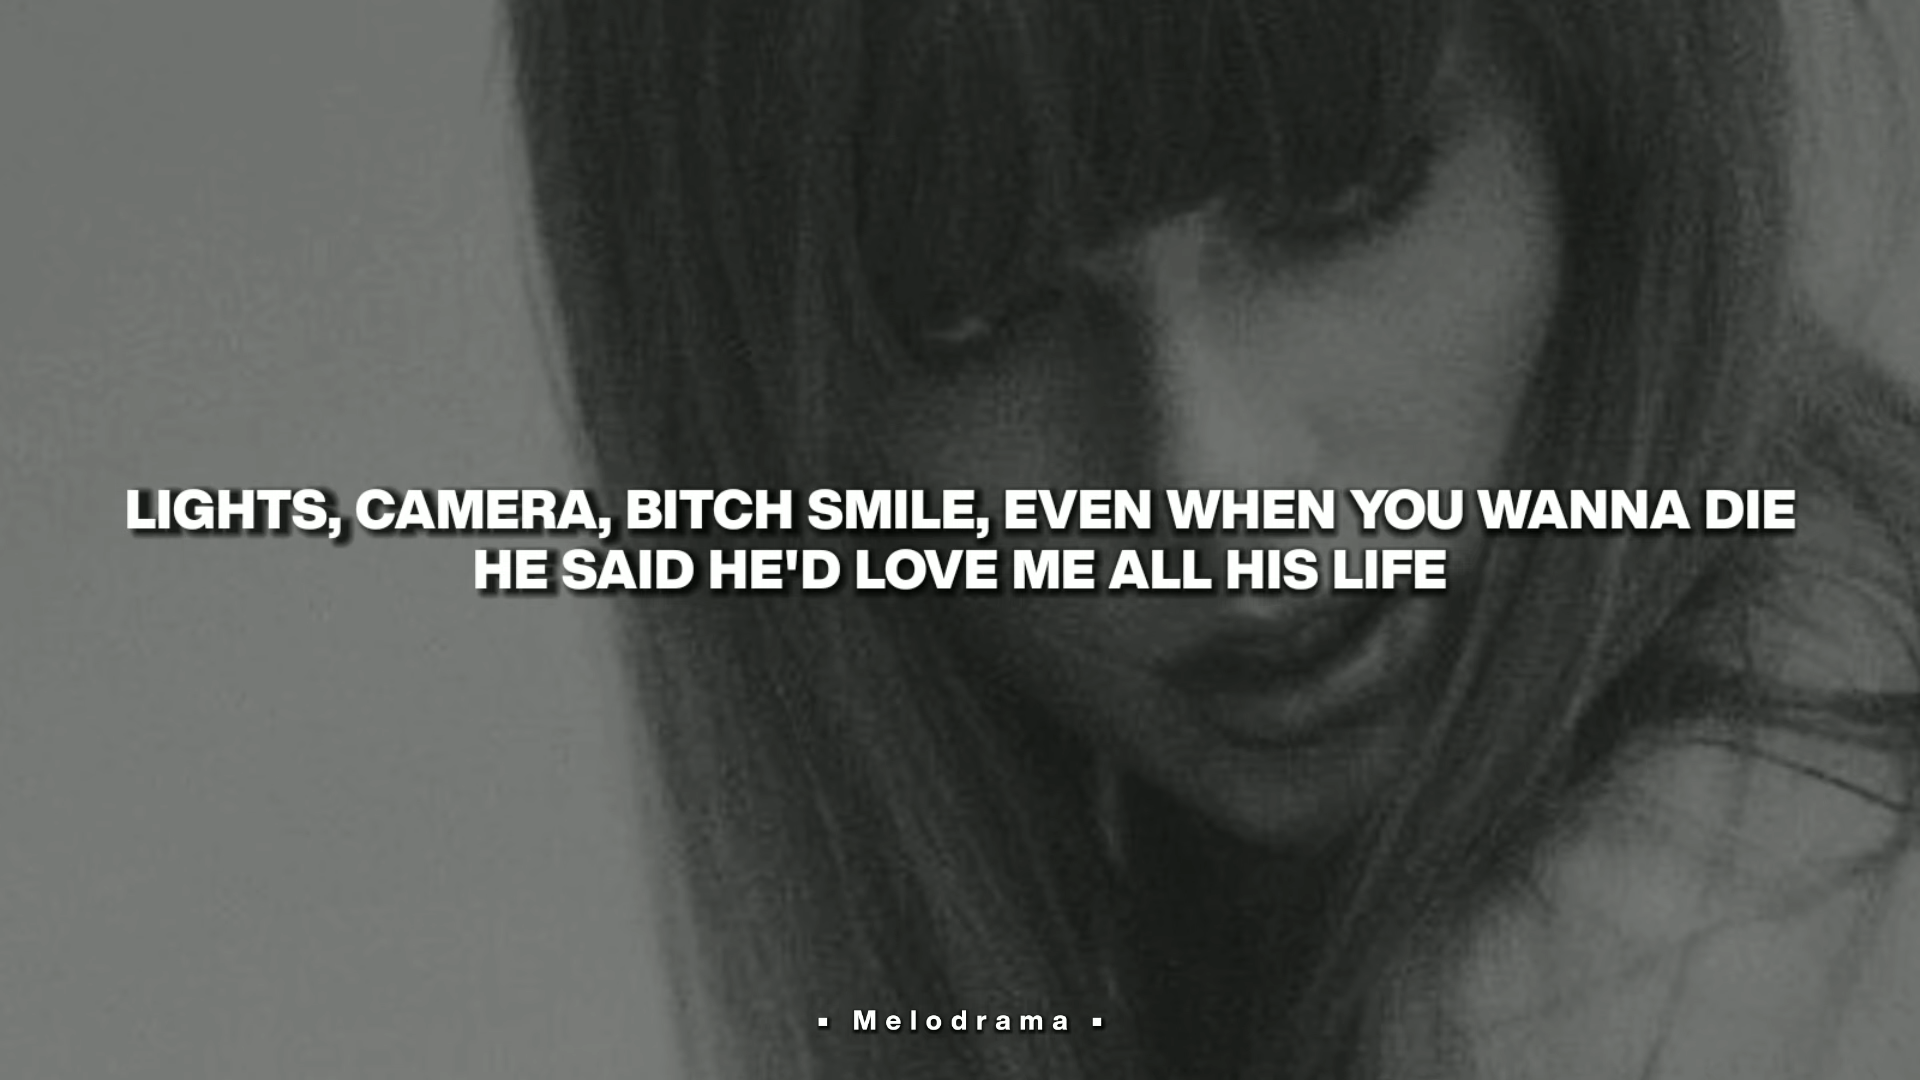 LIGHTS, CAMERA, BITCH SMILE, EVEN WHEN YOU WANNA DIE
HE SAID HE'D LOVE ME ALL HIS LIFE
▪ Melodrama ▪